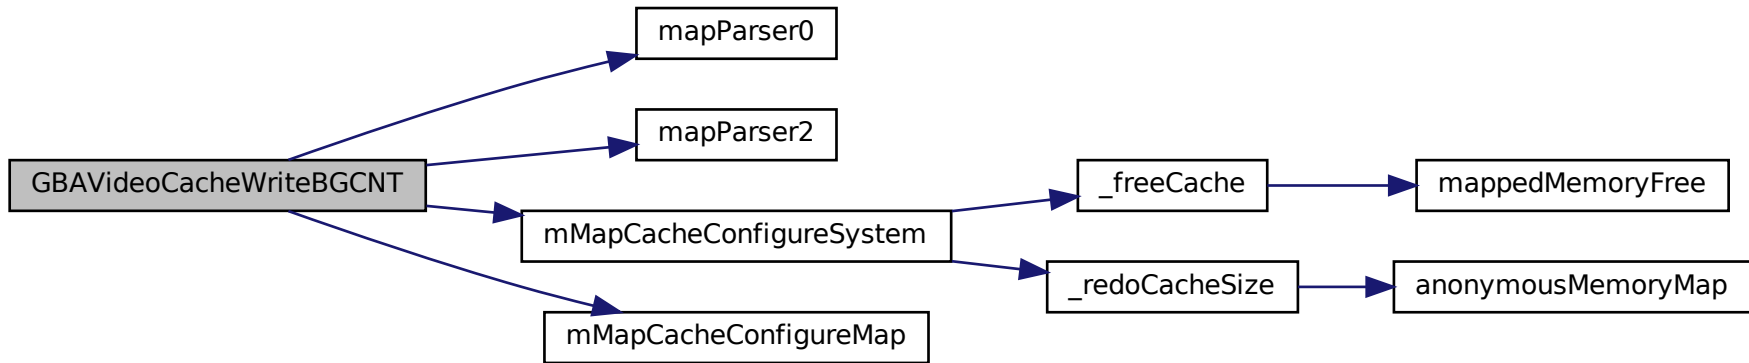 mapParser0
mapParser2
GBAVideoCacheWriteBGCNT
_freeCache
mappedMemoryFree
mMapCacheConfigureSystem
_redoCacheSize
anonymousMemoryMap
mMapCacheConfigureMap